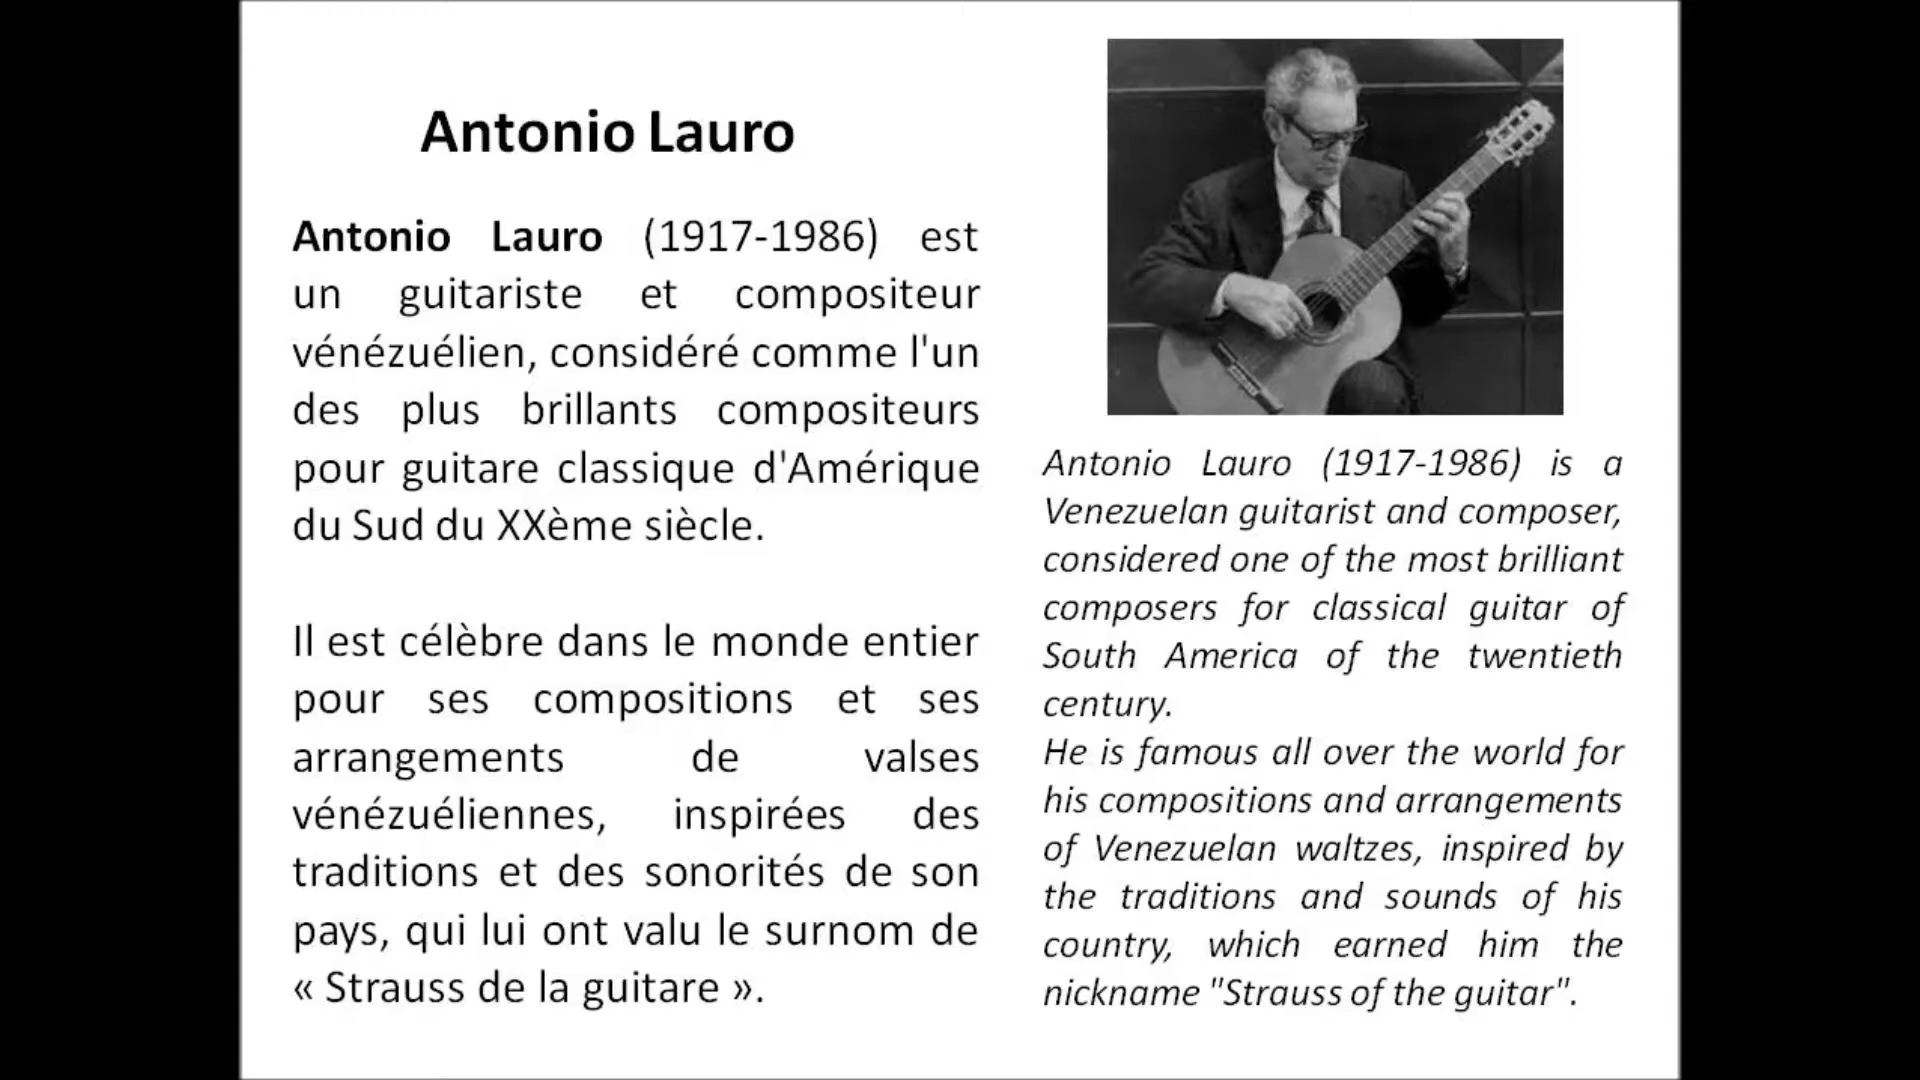 Antonio Lauro
Antonio Lauro (1917-1986) est
un guitariste et compositeur
vénézuélien, considéré comme l'un
des plus brillants compositeurs
pour guitare classique d'Amérique
du Sud du XXème siècle.
Il est célèbre dans le monde entier
pour ses compositions et ses
arrangements de valses
vénézuéliennes, inspirées des
traditions et des sonorités de son
pays, qui lui ont valu le surnom de
« Strauss de la guitare ».
Antonio Lauro (1917-1986) is a
Venezuelan guitarist and composer,
considered one of the most brilliant
composers for classical guitar of
South America of the twentieth
century.
He is famous all over the world for
his compositions and arrangements
of Venezuelan waltzes, inspired by
the traditions and sounds of his
country, which earned him the
nickname "Strauss of the guitar".